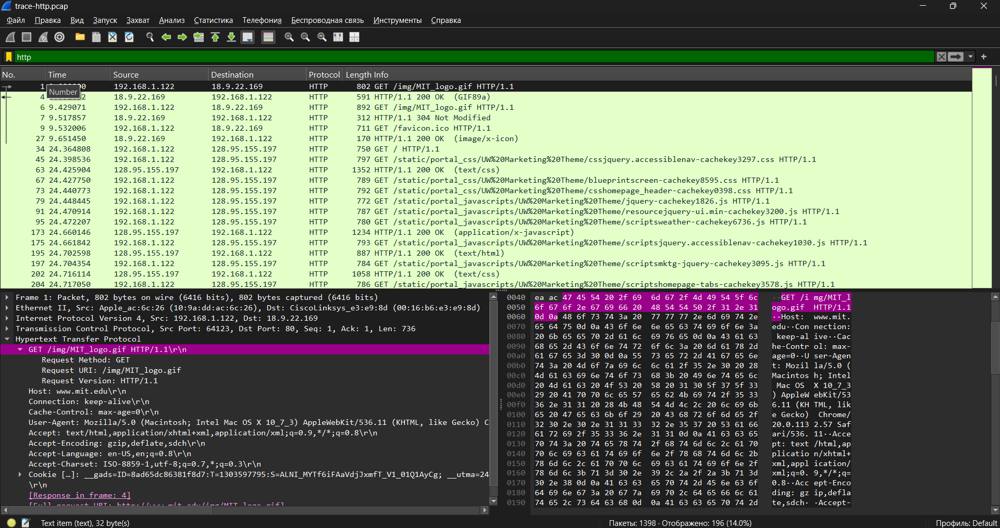 trace-http.pcap
Файл Правка Вид Запуск Захват Анализ Статистика Телефония Беспроводная связь Инструменты Справка
http
No. Time Source Destination Protocol Length Info
1 192.168.1.122 18.9.22.169 HTTP 802 GET /img/MIT_logo.gif HTTP/1.1
Number
4 18.9.22.169 192.168.1.122 HTTP 591 HTTP/1.1 200 OK (GIF89a)
6 9.429071 192.168.1.122 18.9.22.169 HTTP 892 GET /img/MIT_logo.gif HTTP/1.1
7 9.517857 18.9.22.169 192.168.1.122 HTTP 312 HTTP/1.1 304 Not Modified
9 9.532006 192.168.1.122 18.9.22.169 HTTP 711 GET /favicon.ico HTTP/1.1
27 9.651450 18.9.22.169 192.168.1.122 HTTP 170 HTTP/1.1 200 OK (image/x-icon)
34 24.364808 192.168.1.122 128.95.155.197 HTTP 750 GET / HTTP/1.1
45 24.398536 192.168.1.122 128.95.155.197 HTTP 797 GET /static/portal_css/UW%20Marketing%20Theme/cssjquery.accessiblenav-cachekey3297.css HTTP/1.1
63 24.425904 128.95.155.197 192.168.1.122 HTTP 1352 HTTP/1.1 200 OK (text/css)
67 24.427750 192.168.1.122 128.95.155.197 HTTP 789 GET /static/portal_css/UW%20Marketing%20Theme/blueprintscreen-cachekey8595.css HTTP/1.1
73 24.440773 192.168.1.122 128.95.155.197 HTTP 792 GET /static/portal_css/UW%20Marketing%20Theme/csshomepage_header-cachekey0398.css HTTP/1.1
79 24.448445 192.168.1.122 128.95.155.197 HTTP 772 GET /static/portal_javascripts/UW%20Marketing%20Theme/jquery-cachekey1826.js HTTP/1.1
91 24.470914 192.168.1.122 128.95.155.197 HTTP 787 GET /static/portal_javascripts/UW%20Marketing%20Theme/resourcejquery-ui.min-cachekey3200.js HTTP/1.1
95 24.472207 192.168.1.122 128.95.155.197 HTTP 780 GET /static/portal_javascripts/UW%20Marketing%20Theme/scriptsweather-cachekey6736.js HTTP/1.1
173 24.660146 128.95.155.197 192.168.1.122 HTTP 1234 HTTP/1.1 200 OK (application/x-javascript)
175 24.661842 192.168.1.122 128.95.155.197 HTTP 793 GET /static/portal_javascripts/UW%20Marketing%20Theme/scriptsjquery.accessiblenav-cachekey1030.js HTTP/1.1
195 24.702598 128.95.155.197 192.168.1.122 HTTP 887 HTTP/1.1 200 OK (text/html)
197 24.704354 192.168.1.122 128.95.155.197 HTTP 784 GET /static/portal_javascripts/UW%20Marketing%20Theme/scriptsmktg-jquery-cachekey3095.js HTTP/1.1
202 24.716114 128.95.155.197 192.168.1.122 HTTP 1058 HTTP/1.1 200 OK (text/css)
204 24.717050 192.168.1.122 128.95.155.197 HTTP 786 GET /static/portal_javascripts/UW%20Marketing%20Theme/scriptshomepage-tabs-cachekey3578.js HTTP/1.1
Frame 1: Packet, 802 bytes on wire (6416 bits), 802 bytes captured (6416 bits)
Ethernet II, Src: Apple_ac:6c:26 (10:9a:dd:ac:6c:26), Dst: CiscoLinksys_e3:e9:8d (00:16:b6:e3:e9:8d)
Internet Protocol Version 4, Src: 192.168.1.122, Dst: 18.9.22.169
Transmission Control Protocol, Src Port: 64123, Dst Port: 80, Seq: 1, Ack: 1, Len: 736
Hypertext Transfer Protocol
GET /img/MIT_logo.gif HTTP/1.1\r\n
Request Method: GET
Request URI: /img/MIT_logo.gif
Request Version: HTTP/1.1
Host: www.mit.edu\r\n
Connection: keep-alive\r\n
Cache-Control: max-age=0\r\n
User-Agent: Mozilla/5.0 (Macintosh; Intel Mac OS X 10_7_3) AppleWebKit/536.11 (KHTML, like Gecko) C
Accept: text/html,application/xhtml+xml,application/xml;q=0.9,*/*;q=0.8\r\n
Accept-Encoding: gzip,deflate,sdch\r\n
Accept-Language: en-US,en;q=0.8\r\n
Accept-Charset: ISO-8859-1,utf-8;q=0.7,*;q=0.3\r\n
Cookie […]: __gads=ID=8ad65dc86381f8d7:T=1303597795:S=ALNI_MYTf6iFAaVdjJxmfT_V1_01Q1AyCg; __utma=24
\r\n
[Response in frame: 4]
[Full request URI: http://www.mit.edu/img/MIT_logo.gif]
0040 ea ac 47 45 54 20 2f 69 6d 67 2f 4d 49 54 5f 6c ··GET /i mg/MIT_l
0050 6f 67 6f 2e 67 69 66 20 48 54 54 50 2f 31 2e 31 ogo.gif HTTP/1.1
0060 0d 0a 48 6f 73 74 3a 20 77 77 77 2e 6d 69 74 2e ··Host: www.mit.
0070 65 64 75 0d 0a 43 6f 6e 6e 65 63 74 69 6f 6e 3a edu··Con nection:
0080 20 6b 65 65 70 2d 61 6c 69 76 65 0d 0a 43 61 63 keep-al ive··Cac
0090 68 65 2d 43 6f 6e 74 72 6f 6c 3a 20 6d 61 78 2d he-Contr ol: max-
00a0 61 67 65 3d 30 0d 0a 55 73 65 72 2d 41 67 65 6e age=0··U ser-Agen
00b0 74 3a 20 4d 6f 7a 69 6c 6c 61 2f 35 2e 30 20 28 t: Mozil la/5.0 (
00c0 4d 61 63 69 6e 74 6f 73 68 3b 20 49 6e 74 65 6c Macintos h; Intel
00d0 20 4d 61 63 20 4f 53 20 58 20 31 30 5f 37 5f 33 Mac OS X 10_7_3
00e0 29 20 41 70 70 6c 65 57 65 62 4b 69 74 2f 35 33 ) AppleW ebKit/53
00f0 36 2e 31 31 20 28 4b 48 54 4d 4c 2c 20 6c 69 6b 6.11 (KH TML, lik
0100 65 20 47 65 63 6b 6f 29 20 43 68 72 6f 6d 65 2f e Gecko) Chrome/
0110 32 30 2e 30 2e 31 31 33 32 2e 35 37 20 53 61 66 20.0.113 2.57 Saf
0120 61 72 69 2f 35 33 36 2e 31 31 0d 0a 41 63 63 65 ari/536. 11··Acce
0130 70 74 3a 20 74 65 78 74 2f 68 74 6d 6c 2c 61 70 pt: text /html,ap
0140 70 6c 69 63 61 74 69 6f 6e 2f 78 68 74 6d 6c 2b plicatio n/xhtml+
0150 78 6d 6c 2c 61 70 70 6c 69 63 61 74 69 6f 6e 2f xml,appl ication/
0160 78 6d 6c 3b 71 3d 30 2e 39 2c 2a 2f 2a 3b 71 3d xml;q=0. 9,*/*;q=
0170 30 2e 38 0d 0a 41 63 63 65 70 74 2d 45 6e 63 6f 0.8··Acc ept-Enco
0180 64 69 6e 67 3a 20 67 7a 69 70 2c 64 65 66 6c 61 ding: gz ip,defla
0190 74 65 2c 73 64 63 68 0d 0a 41 63 63 65 70 74 2d te,sdch· ·Accept-
Text item (text), 32 byte(s)
Пакеты: 1398 · Отображено: 196 (14.0%)
Профиль: Default